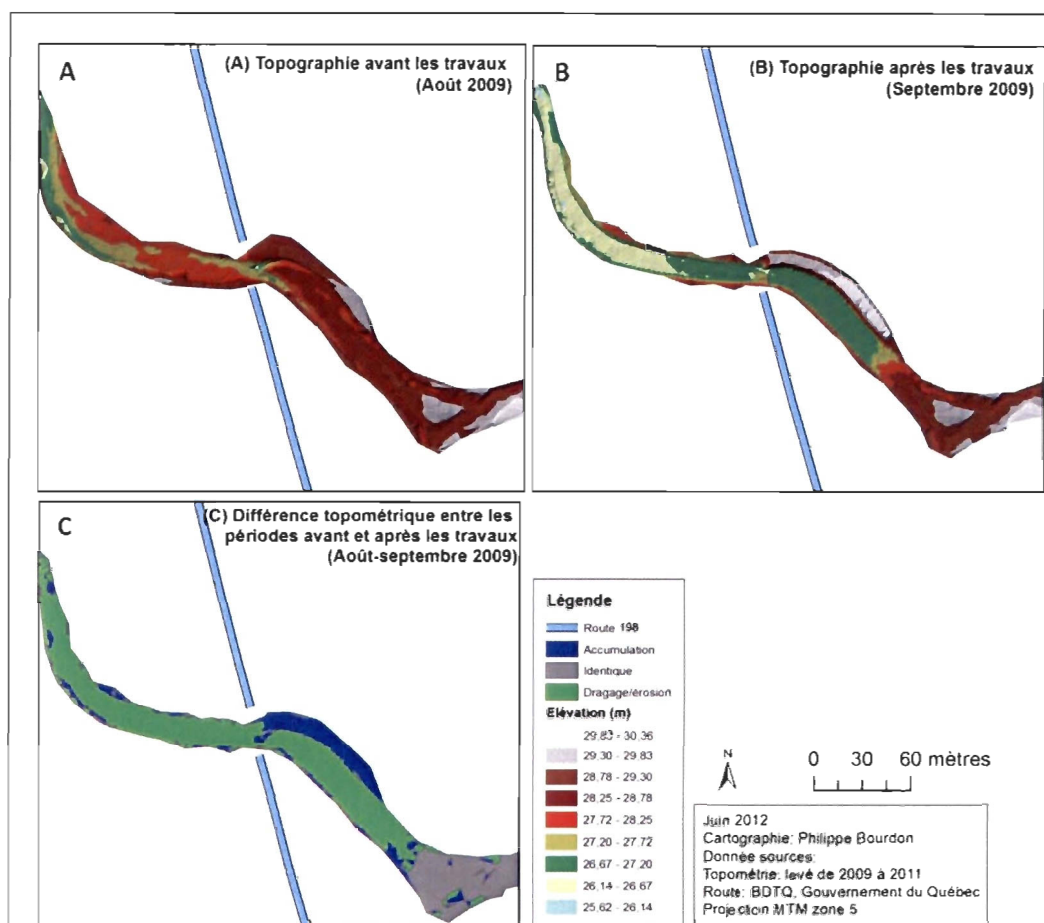 A
(A) Topographie avant les travaux
(Août 2009)
B
(B) Topographie après les travaux
(Septembre 2009)
C
(C) Différence topométrique entre les
périodes avant et après les travaux
(Août-septembre 2009)
Légende
Route 198
Accumulation
Identique
Dragage/érosion
Elévation (m)
29.83 - 30.36
29.30 - 29.83
28.78 - 29.30
28.25 - 28.78
27.72 - 28.25
27.20 - 27.72
26.67 - 27.20
26.14 - 26.67
25.62 - 26.14
N
0 30 60 mètres
Juin 2012
Cartographie: Philippe Bourdon
Donnée sources:
Topométrie: levé de 2009 à 2011
Route: BDTQ, Gouvernement du Québec
Projection MTM zone 5